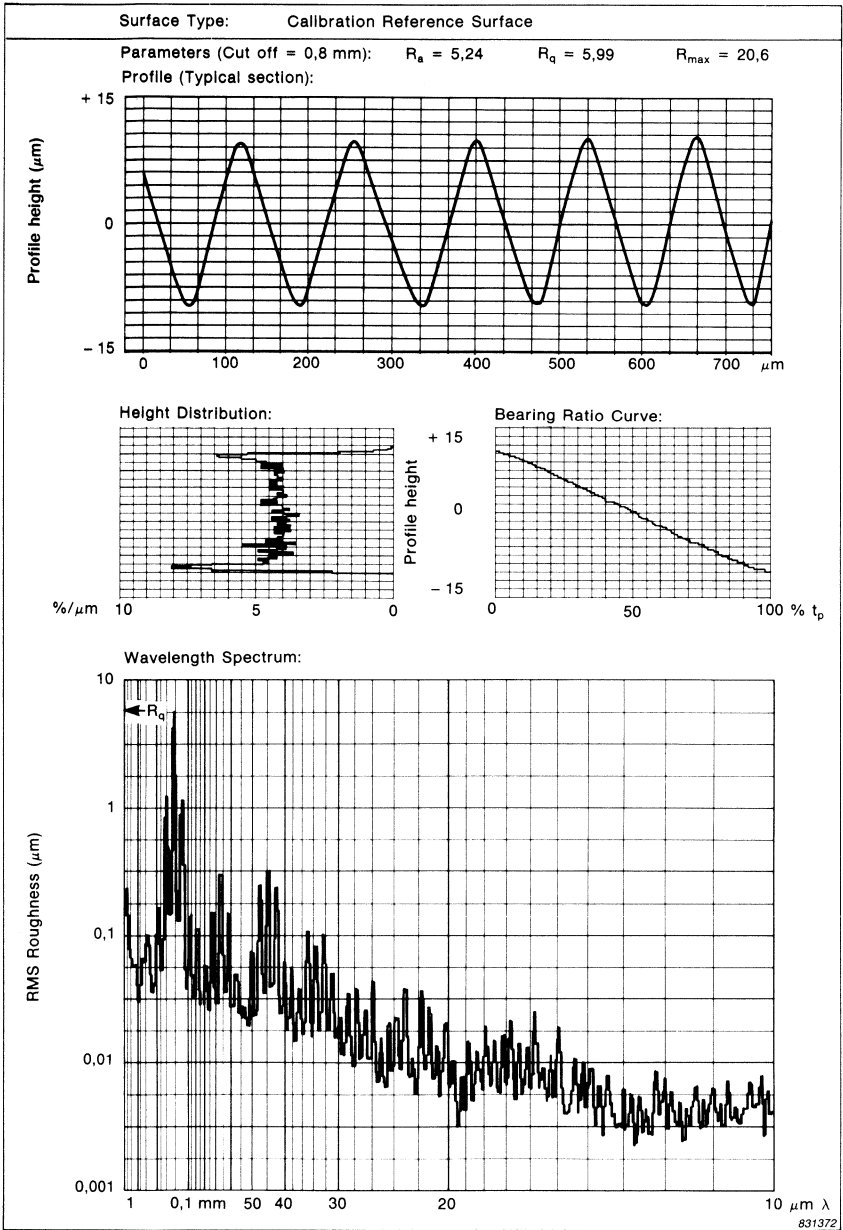 Surface Type: Calibration Reference Surface
Parameters (Cut off = 0,8 mm): Ra = 5,24 Rq = 5,99 Rmax = 20,6
Profile (Typical section):
+ 15
0
– 15
Profile height (μm)
0 100 200 300 400 500 600 700 μm
Height Distribution:
%/μm 10 5 0
Bearing Ratio Curve:
+ 15
0
– 15
Profile height
0 50 100 % tp
Wavelength Spectrum:
10
Rq
1
0,1
0,01
0,001
RMS Roughness (μm)
1 0,1 mm 50 40 30 20 10 μm λ
831372